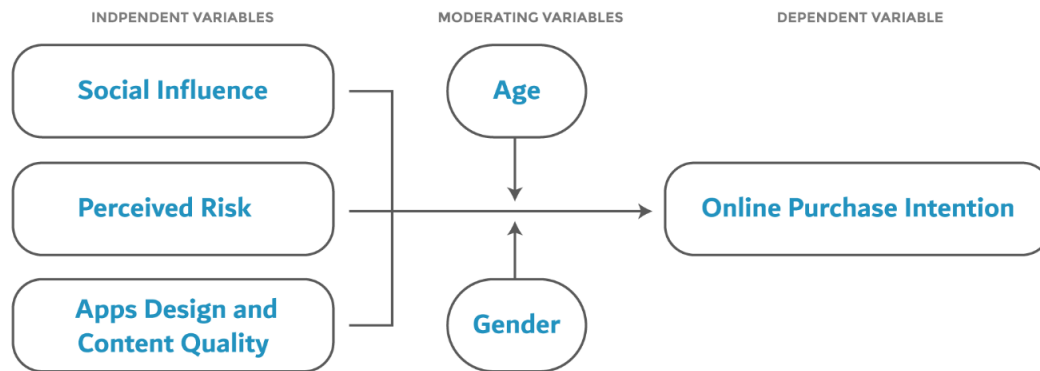 INDPENDENT VARIABLES
MODERATING VARIABLES
DEPENDENT VARIABLE
Social Influence
Age
Perceived Risk
Online Purchase Intention
Apps Design and
Content Quality
Gender